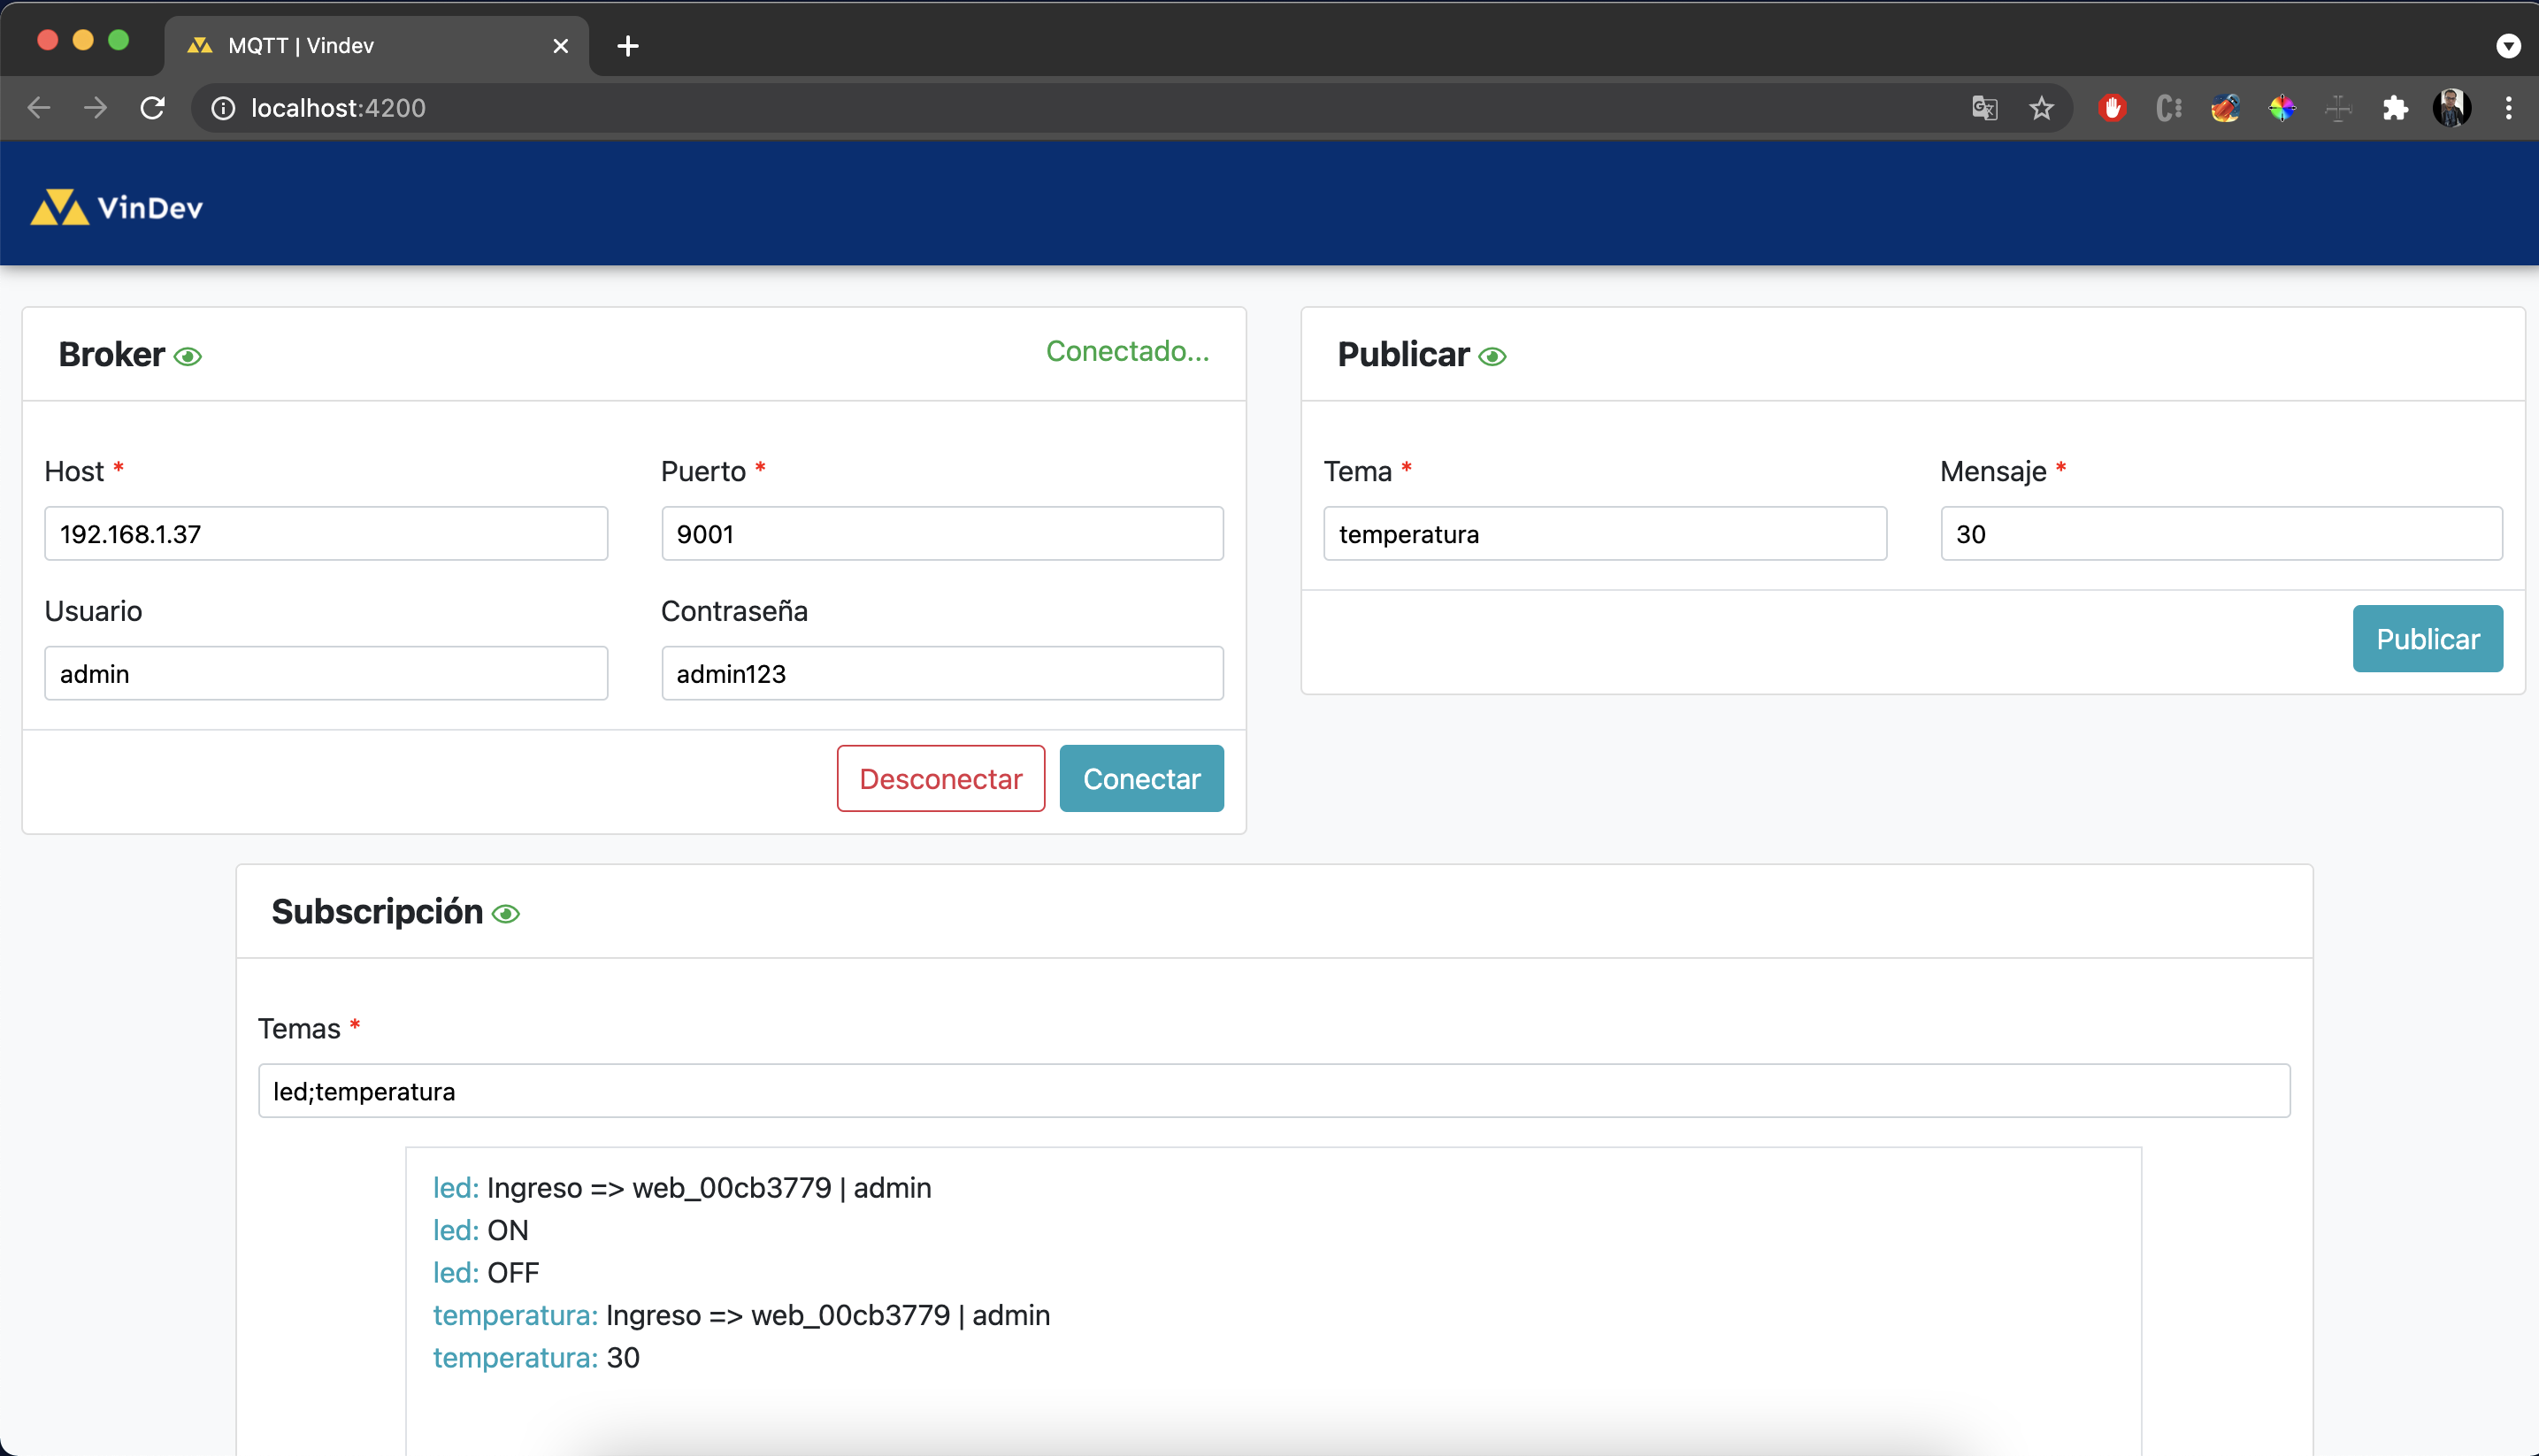 MQTT | Vindev
localhost:4200
VinDev
Broker
Conectado...
Host *
Puerto *
192.168.1.37
9001
Usuario
Contraseña
admin
admin123
Desconectar
Conectar
Publicar
Tema *
Mensaje *
temperatura
30
Publicar
Subscripción
Temas *
led;temperatura
led: Ingreso => web_00cb3779 | admin
led: ON
led: OFF
temperatura: Ingreso => web_00cb3779 | admin
temperatura: 30